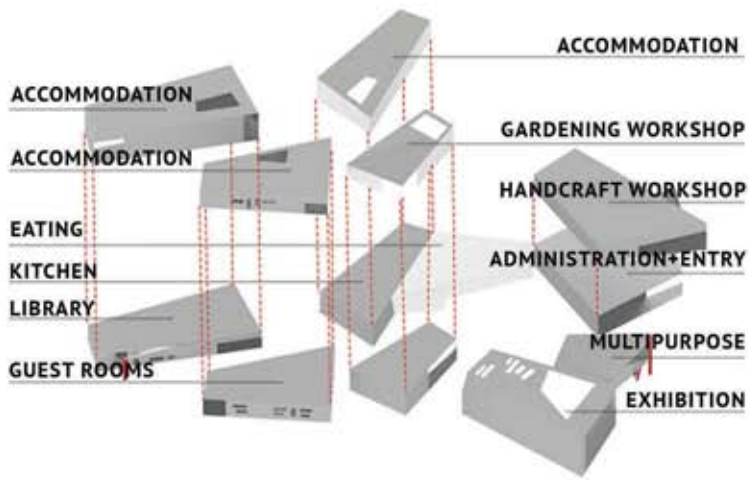 ACCOMMODATION
ACCOMMODATION
EATING
KITCHEN
LIBRARY
GUEST ROOMS
ACCOMMODATION
GARDENING WORKSHOP
HANDCRAFT WORKSHOP
ADMINISTRATION+ENTRY
MULTIPURPOSE
EXHIBITION